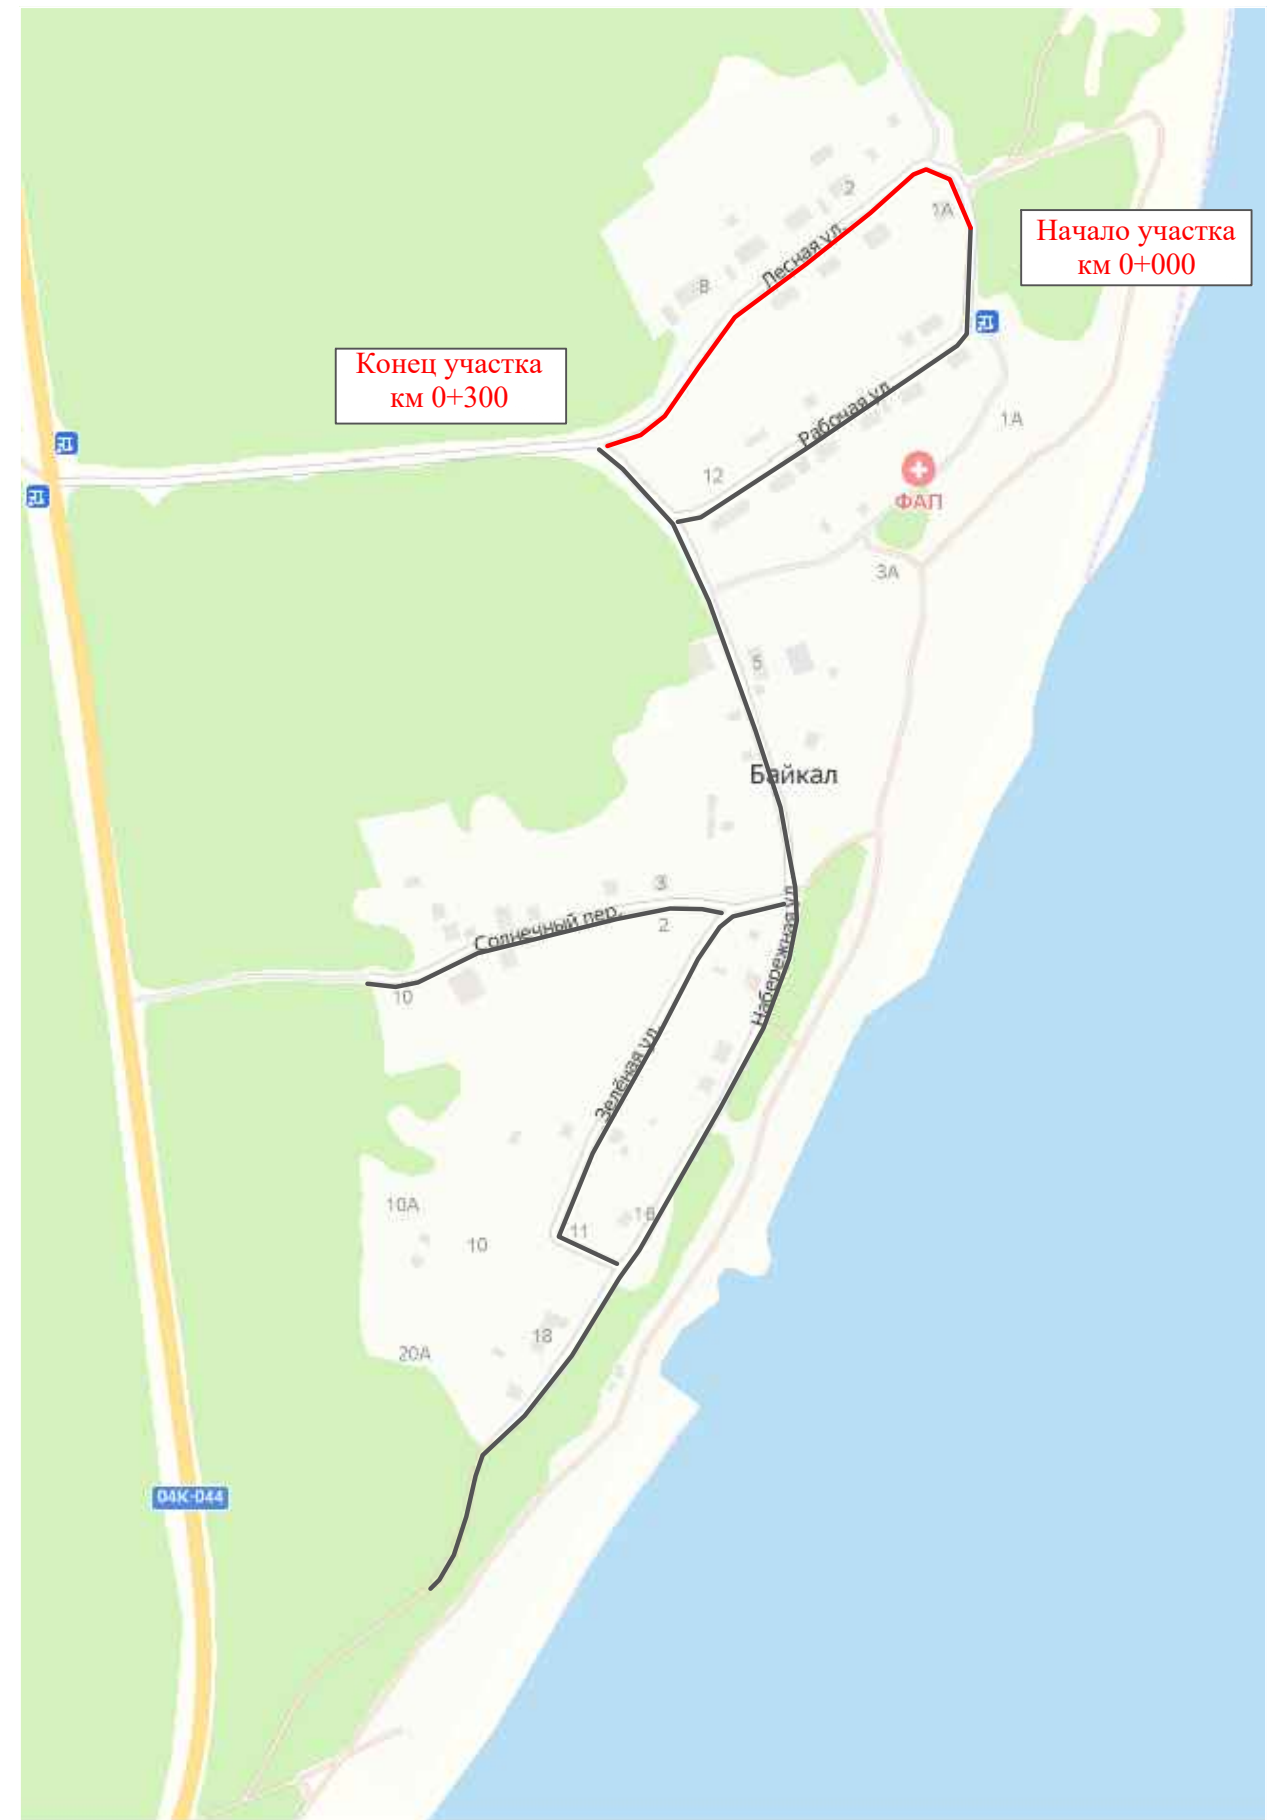 2
1А
Лесная ул.
Начало участка
км 0+000
8
Конец участка
км 0+300
Рабочая ул.
1А
12
ФАП
3А
5
Байкал
3
Солнечный пер.
2
Набережная ул.
10
Зелёная ул.
10А
16
11
10
18
20А
04К-044